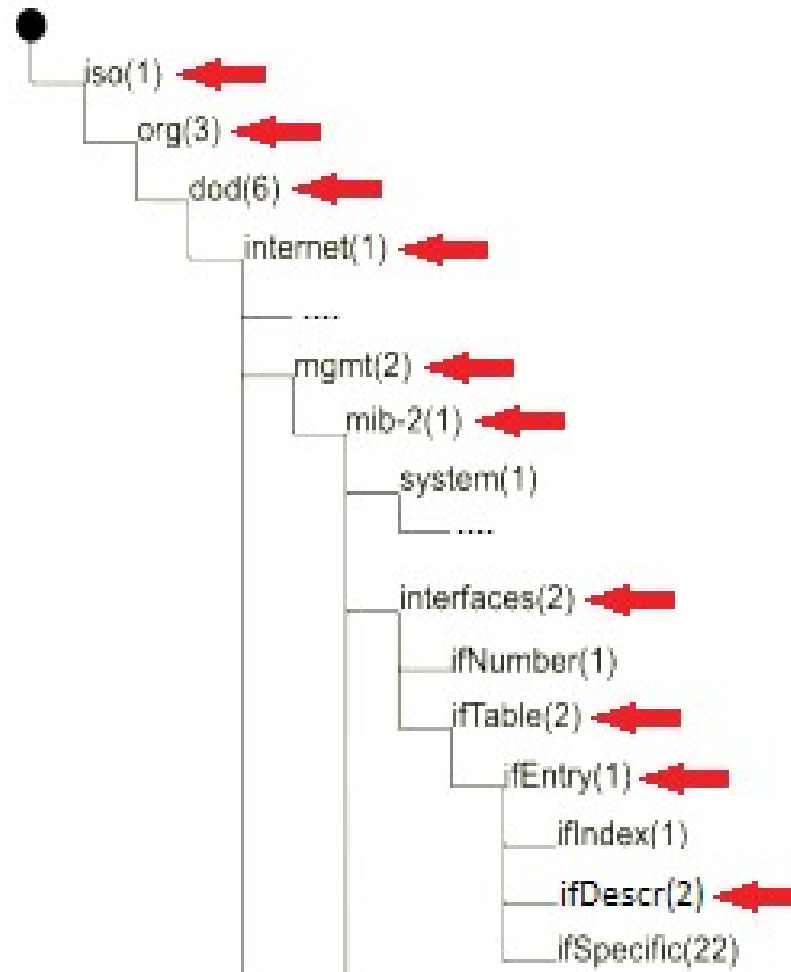 iso(1)
org(3)
dod(6)
internet(1)
....
mgmt(2)
mib-2(1)
system(1)
....
interfaces(2)
ifNumber(1)
ifTable(2)
ifEntry(1)
ifIndex(1)
ifDescr(2)
ifSpecific(22)